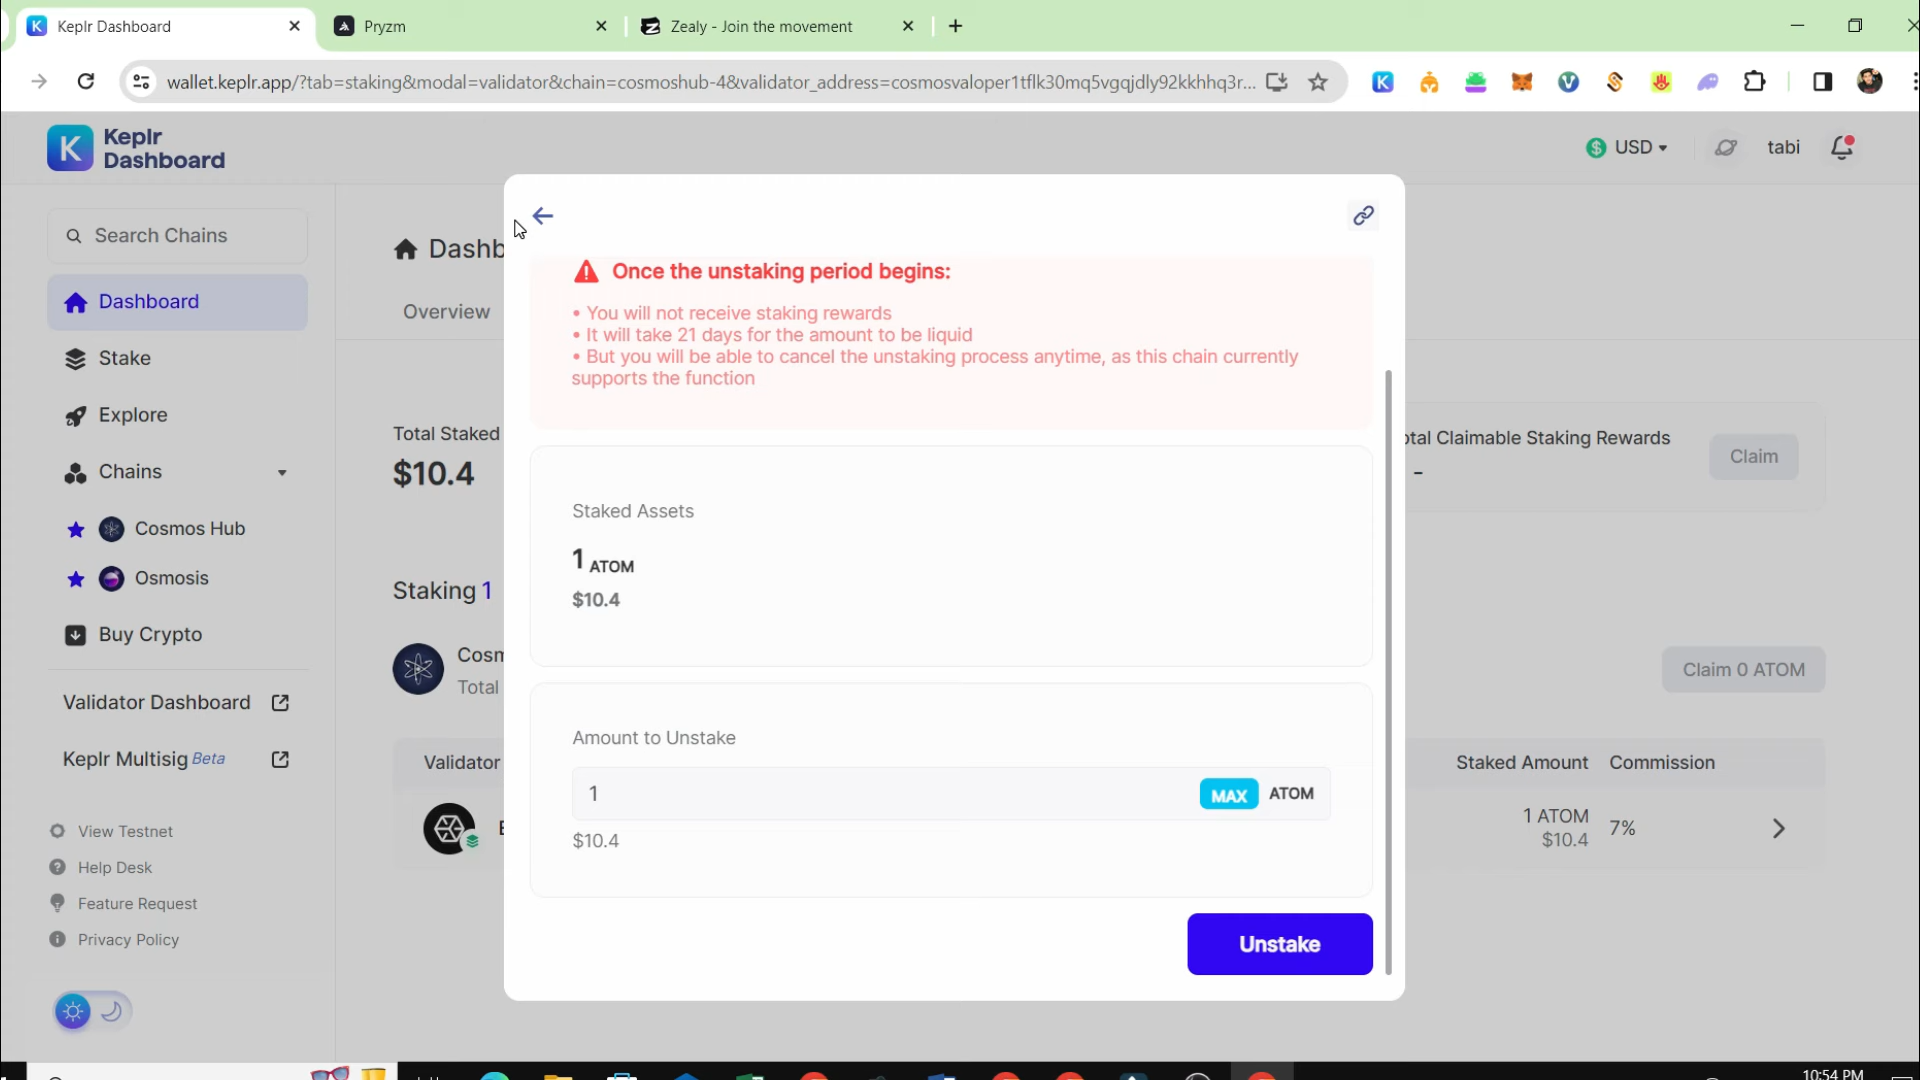 Keplr Dashboard
Pryzm
Zealy - Join the movement
wallet.keplr.app/?tab=staking&modal=validator&chain=cosmoshub-4&validator_address=cosmosvaloper1tflk30mq5vgqjdly92kkhhq3r...
Keplr
Dashboard
USD
tabi
Search Chains
Dashboard
Stake
Explore
Chains
Cosmos Hub
Osmosis
Buy Crypto
Validator Dashboard
Keplr Multisig Beta
View Testnet
Help Desk
Feature Request
Privacy Policy
Dashb
Overview
Total Staked
$10.4
otal Claimable Staking Rewards
-
Claim
Staking 1
Cosm
Total
Claim 0 ATOM
Validator
Staked Amount
Commission
1 ATOM
$10.4
7%
Once the unstaking period begins:
• You will not receive staking rewards
• It will take 21 days for the amount to be liquid
• But you will be able to cancel the unstaking process anytime, as this chain currently
supports the function
Staked Assets
1 ATOM
$10.4
Amount to Unstake
1
MAX
ATOM
$10.4
Unstake
10:54 PM